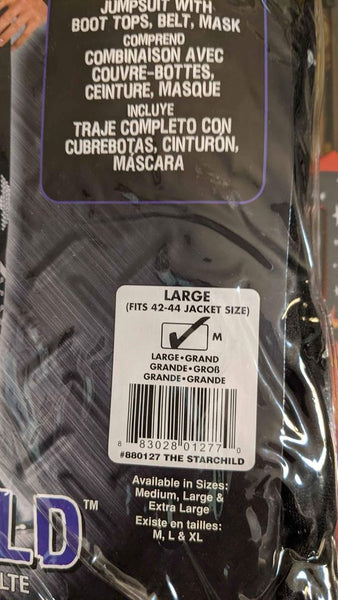 JUMPSUIT WITH
BOOT TOPS, BELT, MASK
COMPREND
COMBINAISON AVEC
COUVRE-BOTTES,
CEINTURE, MASQUE
INCLUYE
TRAJE COMPLETO CON
CUBREBOTAS, CINTURÓN,
MÁSCARA
LARGE
(FITS 42-44 JACKET SIZE)
M
LARGE•GRAND
GRANDE•GROß
GRANDE•GRANDE
8 83028 01277 0
#880127 THE STARCHILD
Available in Sizes:
Medium, Large &
Extra Large
Existe en tailles:
M, L & XL
LD™
LTE